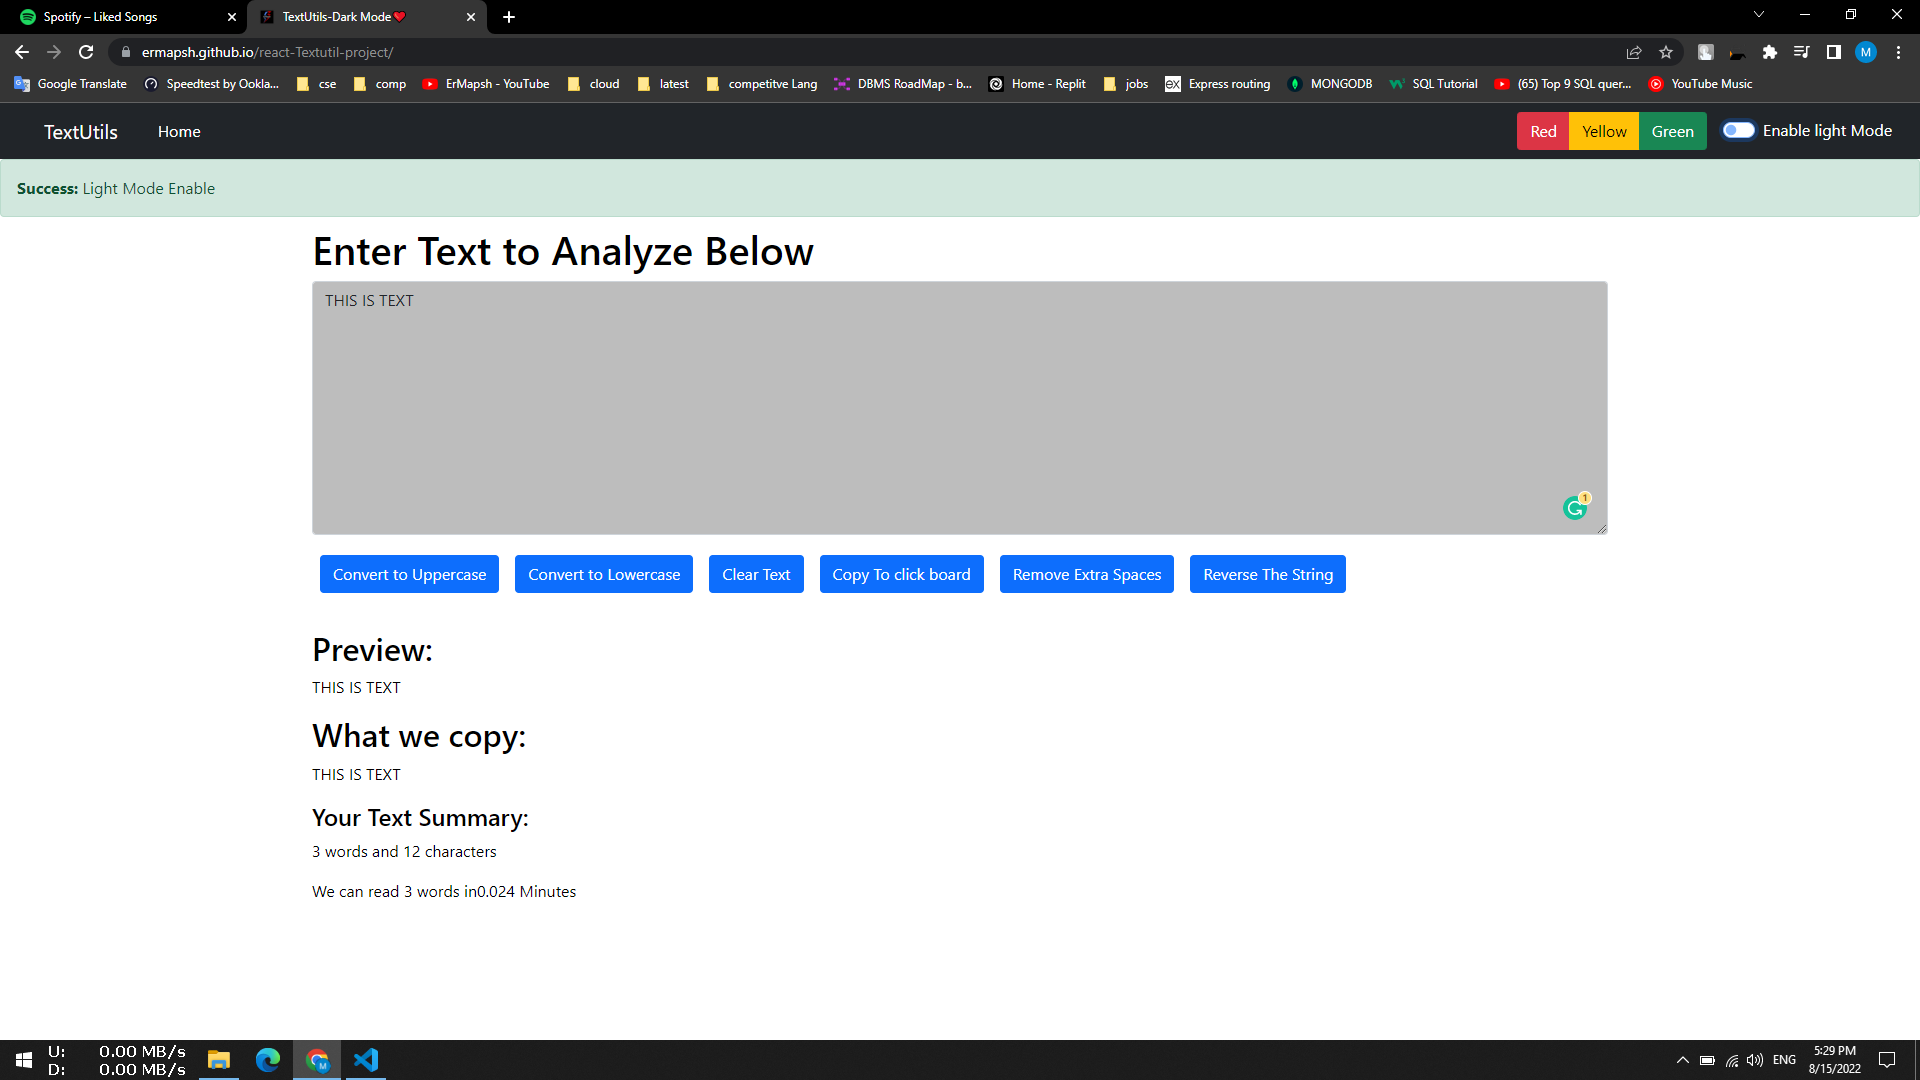 Spotify – Liked Songs
TextUtils-Dark Mode❤️
ermapsh.github.io/react-Textutil-project/
M
Google Translate
Speedtest by Ookla...
cse
comp
ErMapsh - YouTube
cloud
latest
competitve Lang
DBMS RoadMap - b...
Home - Replit
jobs
ex
Express routing
MONGODB
SQL Tutorial
(65) Top 9 SQL quer...
YouTube Music
TextUtils
Home
Red
Yellow
Green
Enable light Mode
Success: Light Mode Enable
Enter Text to Analyze Below
THIS IS TEXT
1
Convert to Uppercase
Convert to Lowercase
Clear Text
Copy To click board
Remove Extra Spaces
Reverse The String
Preview:
THIS IS TEXT
What we copy:
THIS IS TEXT
Your Text Summary:
3 words and 12 characters
We can read 3 words in0.024 Minutes
U: 0.00 MB/s
D: 0.00 MB/s
M
ENG
5:29 PM
8/15/2022